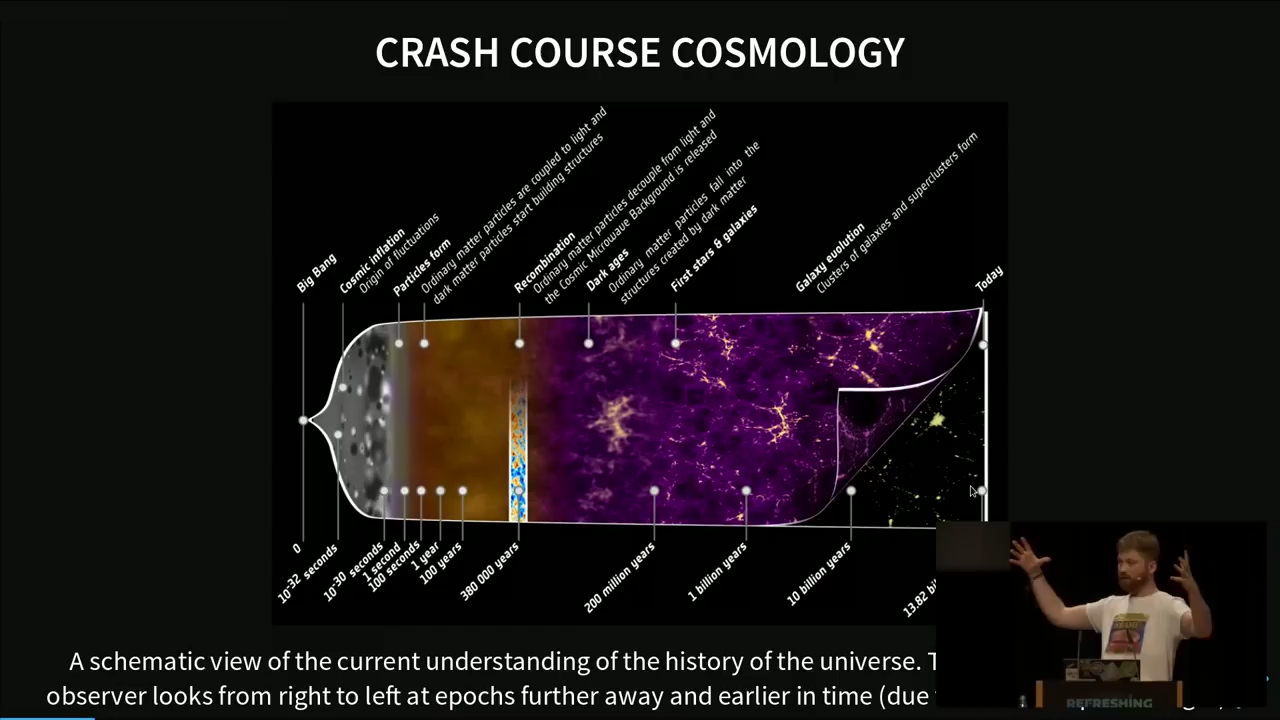 CRASH COURSE COSMOLOGY
Big Bang
Cosmic inflation
Origin of fluctuations
Particles form
Ordinary matter particles are coupled to light and
dark matter particles start building structures
Recombination
Ordinary matter particles decouple from light and
the Cosmic Microwave Background is released
Dark ages
Ordinary matter particles fall into the
structures created by dark matter
First stars & galaxies
Galaxy evolution
Clusters of galaxies and superclusters form
Today
0
10-32 seconds
10-30 seconds
1 second
100 seconds
1 year
100 years
380 000 years
200 million years
1 billion years
10 billion years
13.82 bi
A schematic view of the current understanding of the history of the universe. T
observer looks from right to left at epochs further away and earlier in time (due
REFRESHING